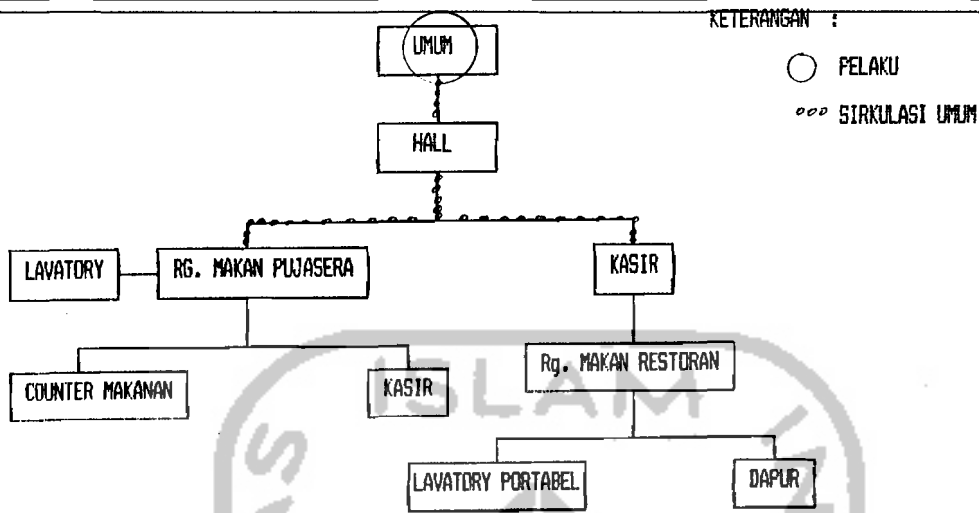 KETERANGAN :
UMUM
PELAKU
SIRKULASI UMUM
HALL
LAVATORY
RG. MAKAN PUJASERA
KASIR
Rg. MAKAN RESTORAN
COUNTER MAKANAN
KASIR
LAVATORY PORTABEL
DAPUR
ISLAM